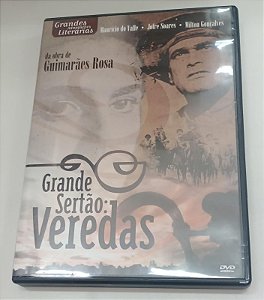 Grandes
Literárias
Maurício do Valle - Jofre Soares - Milton Gonçalves
da obra de
Guimarães Rosa
Grande
Sertão:
Veredas
DVD